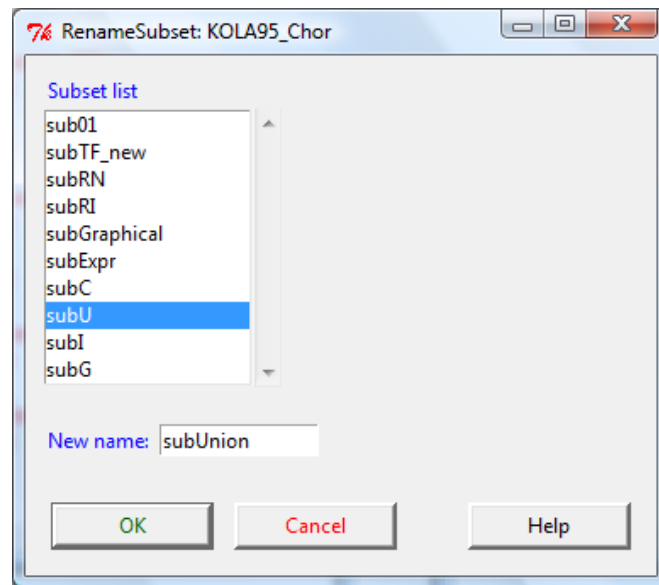 RenameSubset: KOLA95_Chor
Subset list
sub01
subTF_new
subRN
subRI
subGraphical
subExpr
subC
subU
subI
subG
New name: subUnion
OK Cancel Help